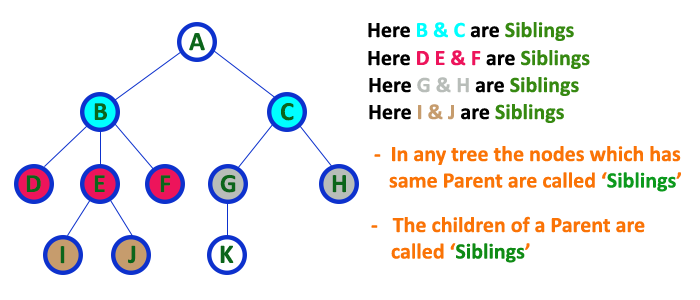 A
B
C
D
E
F
G
H
I
J
K
Here B & C are Siblings
Here D E & F are Siblings
Here G & H are Siblings
Here I & J are Siblings
- In any tree the nodes which has
same Parent are called ‘Siblings’
- The children of a Parent are
called ‘Siblings’